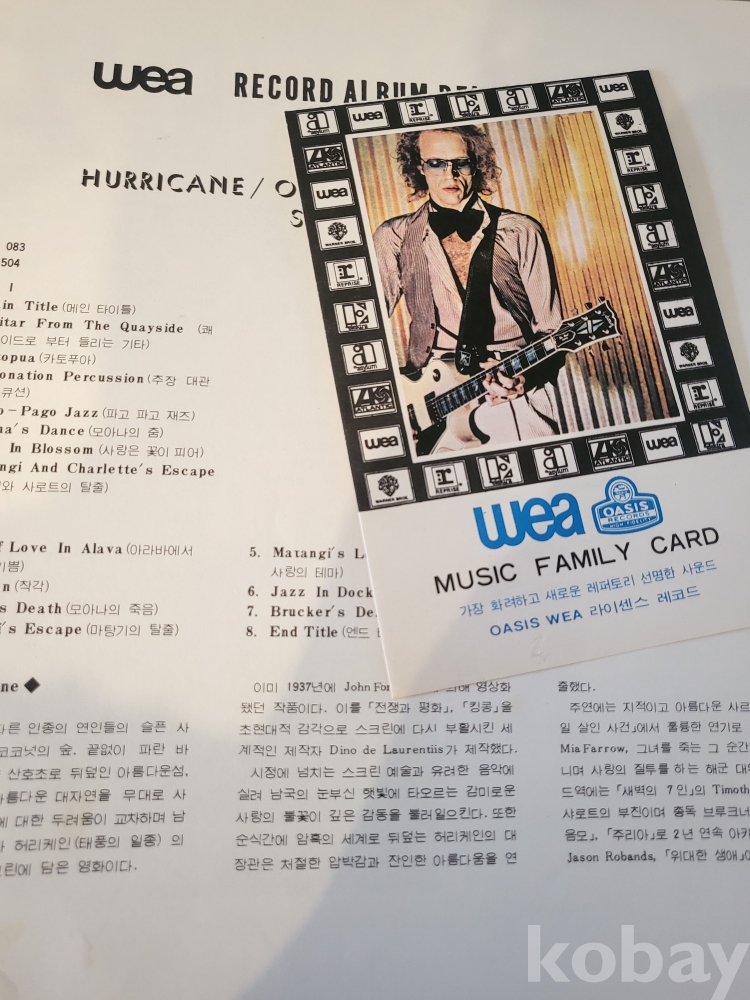 wea RECORD ALBUM
HURRICANE/
083
504
I
in Title (메인 타이틀)
itar From The Quayside (쾌
이드로 부터 들리는 기타)
topua (카토푸아)
onation Percussion (추장 대관
큐션)
o-Pago Jazz (파고 파고 재즈)
na's Dance (모아나의 춤)
In Blossom (사랑은 꽃이 피어)
ngi And Charlette's Escape
와 사로트의 탈출)
f Love In Alava (아라바에서
쁨)
on (착각)
s Death (모아나의 죽음)
i's Escape (마탕기의 탈출)
5. Matangi's L
사랑의 테마)
6. Jazz In Dock
7. Brucker's De
8. End Title (엔드
ne ◆
다른 인종의 연인들의 슬픈 사
코코넛의 숲. 끝없이 파란 바
산호초로 뒤덮인 아름다운섬,
아름다운 대자연을 무대로 사
에 대한 두려움이 교차하며 남
허리케인(태풍의 일종) 의
린에 담은 영화이다.
이미 1937년에 John For 의해 영상화
됐던 작품이다. 이를 「전쟁과 평화」, 「킹콩」을
초현대적 감각으로 스크린에 다시 부활시킨 세
계적인 제작자 Dino de Laurentiis가 제작했다.
시정에 넘치는 스크린 예술과 유려한 음악에
실려 남국의 눈부신 햇빛에 타오르는 감미로운
사랑의 불꽃이 깊은 감동을 불러일으킨다. 또한
순식간에 암흑의 세계로 뒤덮는 허리케인의 대
장관은 처절한 압박감과 잔인한 아름다움을 연
출했다.
주연에는 지적이고 아름다운 사르
일 살인 사건」에서 훌륭한 연기로
Mia Farrow, 그녀를 죽는 그 순간
니며 사랑의 질투를 하는 해군 대위
드역에는 「새벽의 7인」의 Timoth
샤로트의 부친이며 총독 브루크너
음모」, 「주리아」로 2년 연속 아카
Jason Robands, 「위대한 생애」
asylum
wea
REPRISE
ATLANTIC
WARNER BROS.
wea
OASIS
RECORDS
HIGH FIDELITY
MUSIC FAMILY CARD
가장 화려하고 새로운 레퍼토리 선명한 사운드
OASIS WEA 라이센스 레코드
kobay